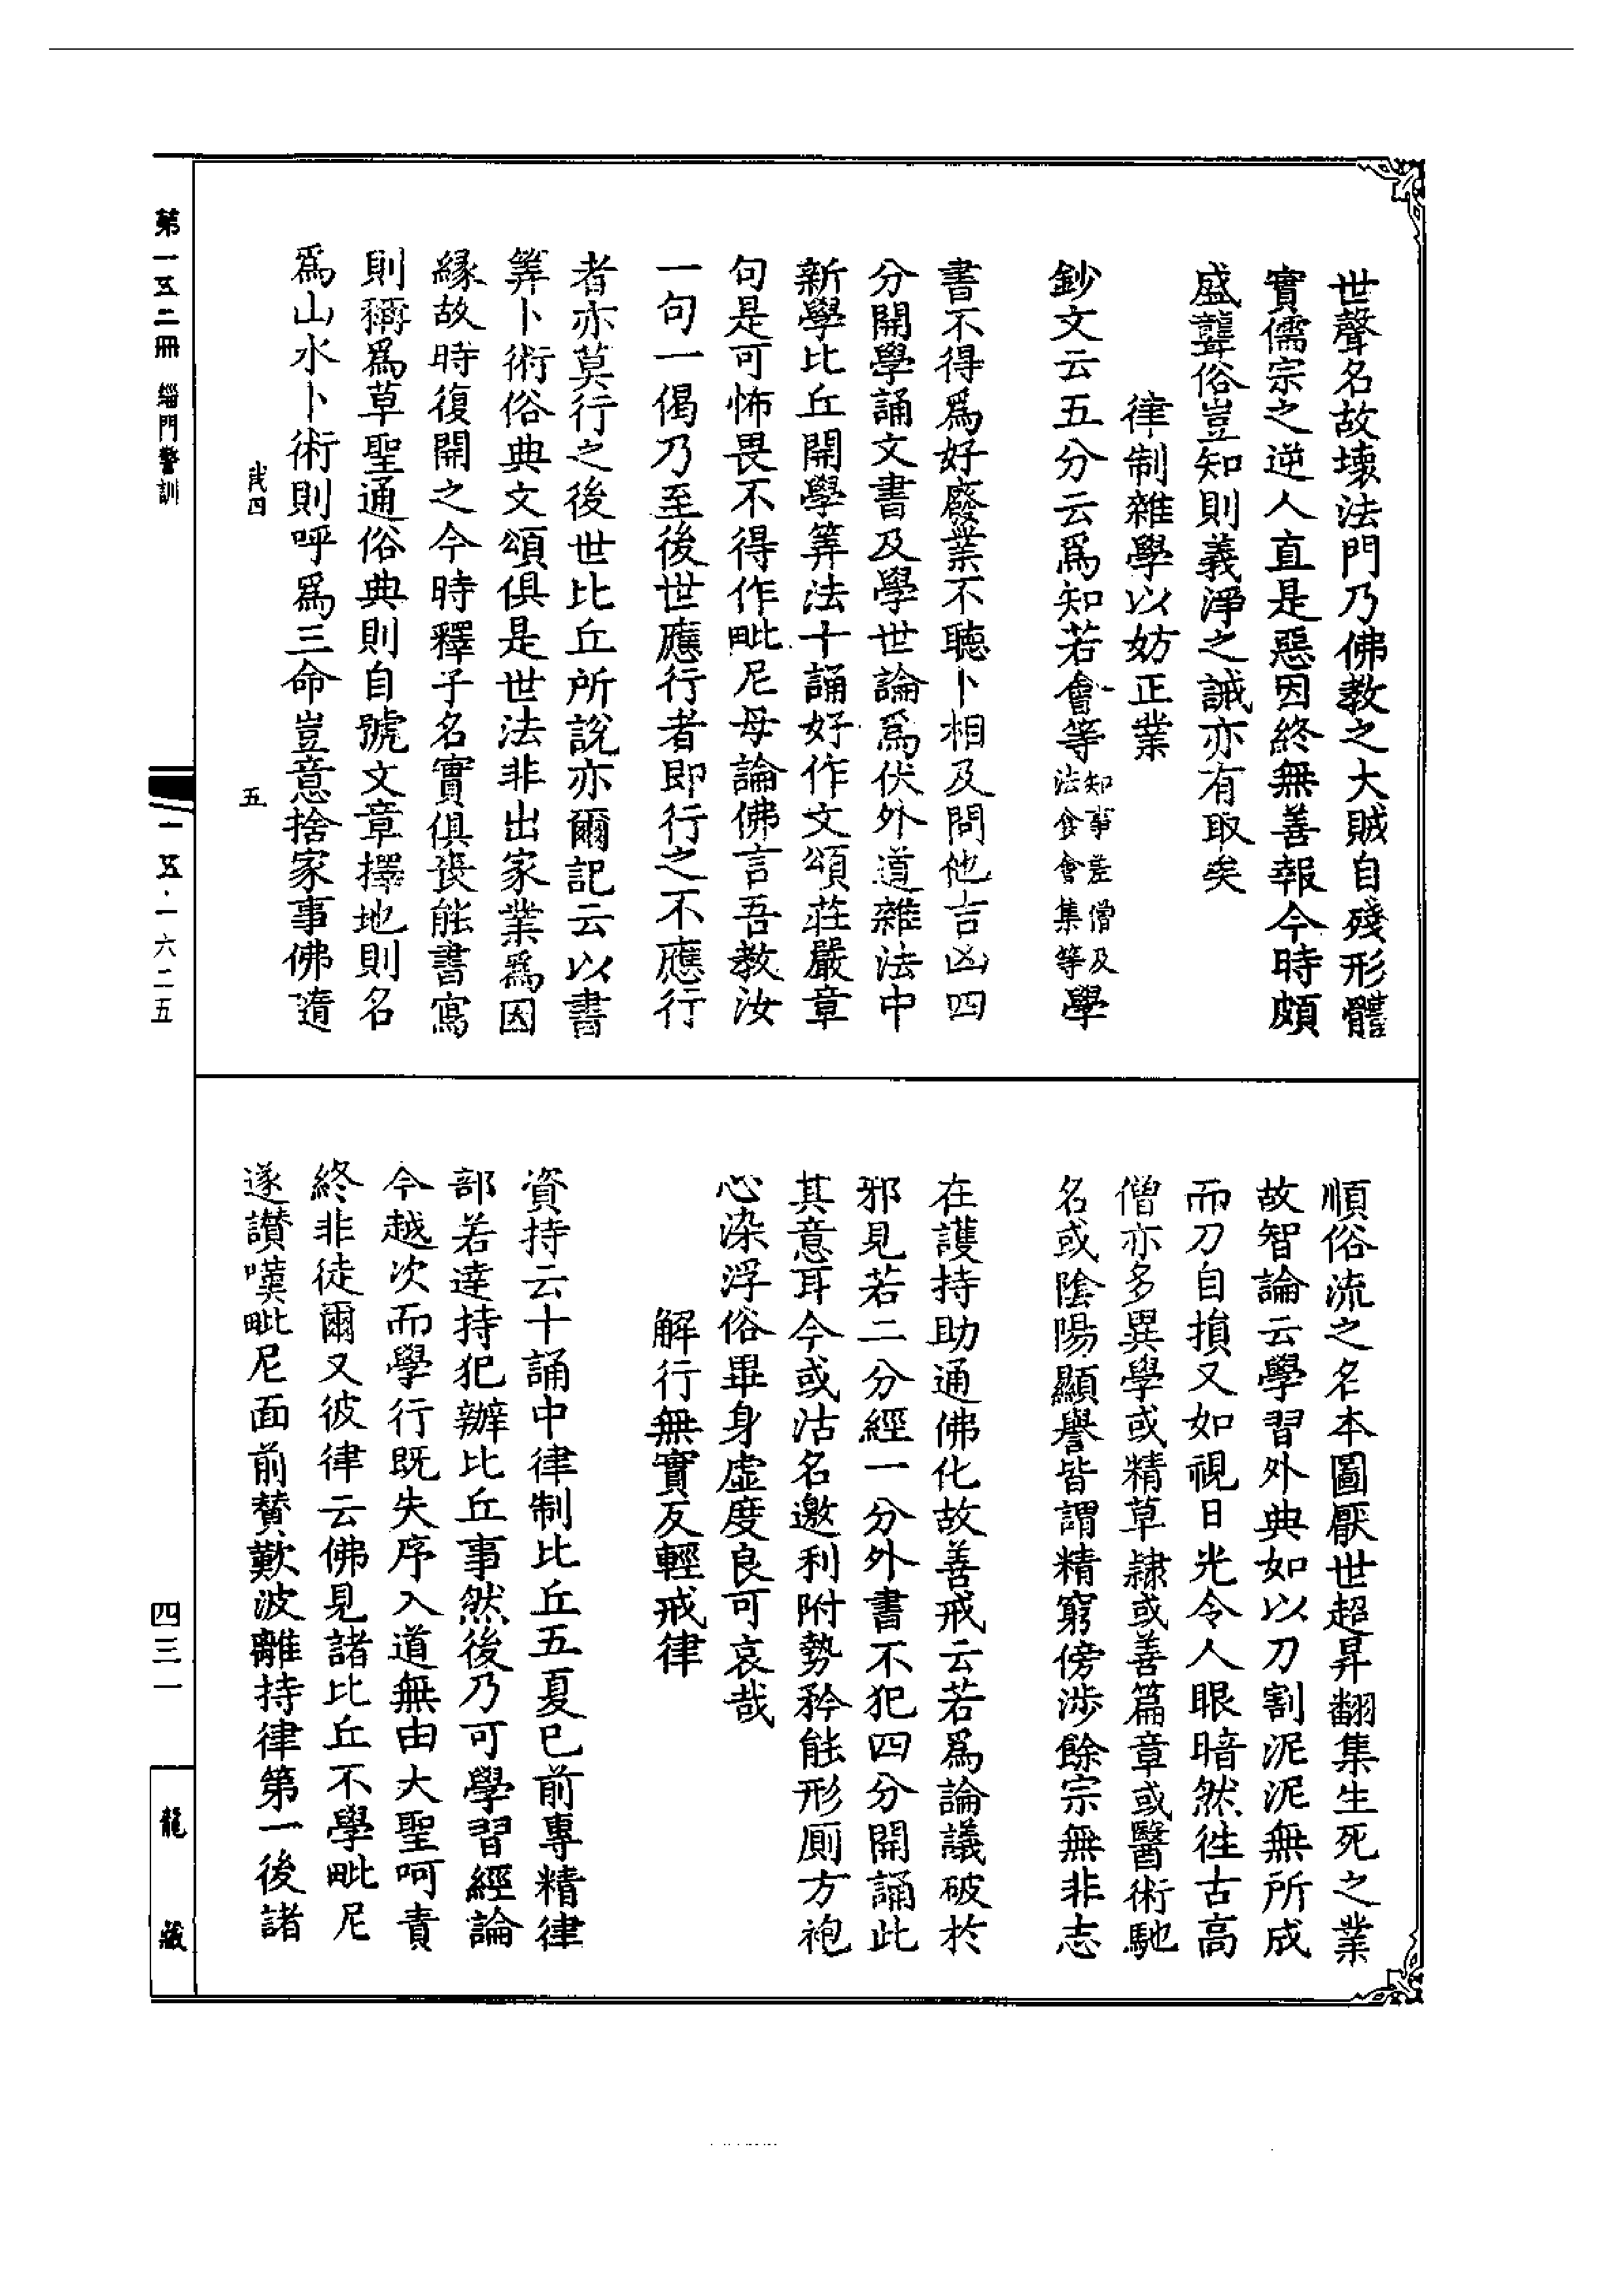 世聲名故壞法門乃佛教之大賊自殘形體
實儒宗之逆人直是惡因終無善報今時頗
盛聾俗豈知則義淨之誡亦有取矣
律制雜學以妨正業
鈔文云五分云爲知若會等知事差僧及法食會集等學
書不得爲好廢業不聽卜相及問他吉凶四
分開學誦文書及學世論爲伏外道雜法中
新學比丘開學筭法十誦好作文頌莊嚴章
句是可怖畏不得作毗尼母論佛言吾教汝
一句一偈乃至後世應行者即行之不應行
者亦莫行之後世比丘所說亦爾記云以書
筭卜術俗典文頌俱是世法非出家業爲因
緣故時復開之今時釋子名實俱喪能書寫
則稱爲草聖通俗典則自號文章擇地則名
爲山水卜術則呼爲三命豈意捨家事佛隨
順俗流之名本圖厭世超昇翻集生死之業
故智論云學習外典如以刀割泥泥無所成
而刀自損又如視日光令人眼暗然往古高
僧亦多異學或精草隸或善篇章或醫術馳
名或陰陽顯譽皆謂精窮傍涉餘宗無非志
在護持助通佛化故善戒云若爲論議破於
邪見若二分經一分外書不犯四分開誦此
其意耳今或沽名邀利附勢矜能形厠方袍
心染浮俗畢身虛度良可哀哉
解行無實反輕戒律
資持云十誦中律制比丘五夏已前專精律
部若達持犯辦比丘事然後乃可學習經論
今越次而學行既失序入道無由大聖呵責
終非徒爾又彼律云佛見諸比丘不學毗尼
遂讚嘆毗尼面前贊歎波離持律第一後諸
第一五二冊 緇門警訓
五
一五·一六二五
四三一
龍藏